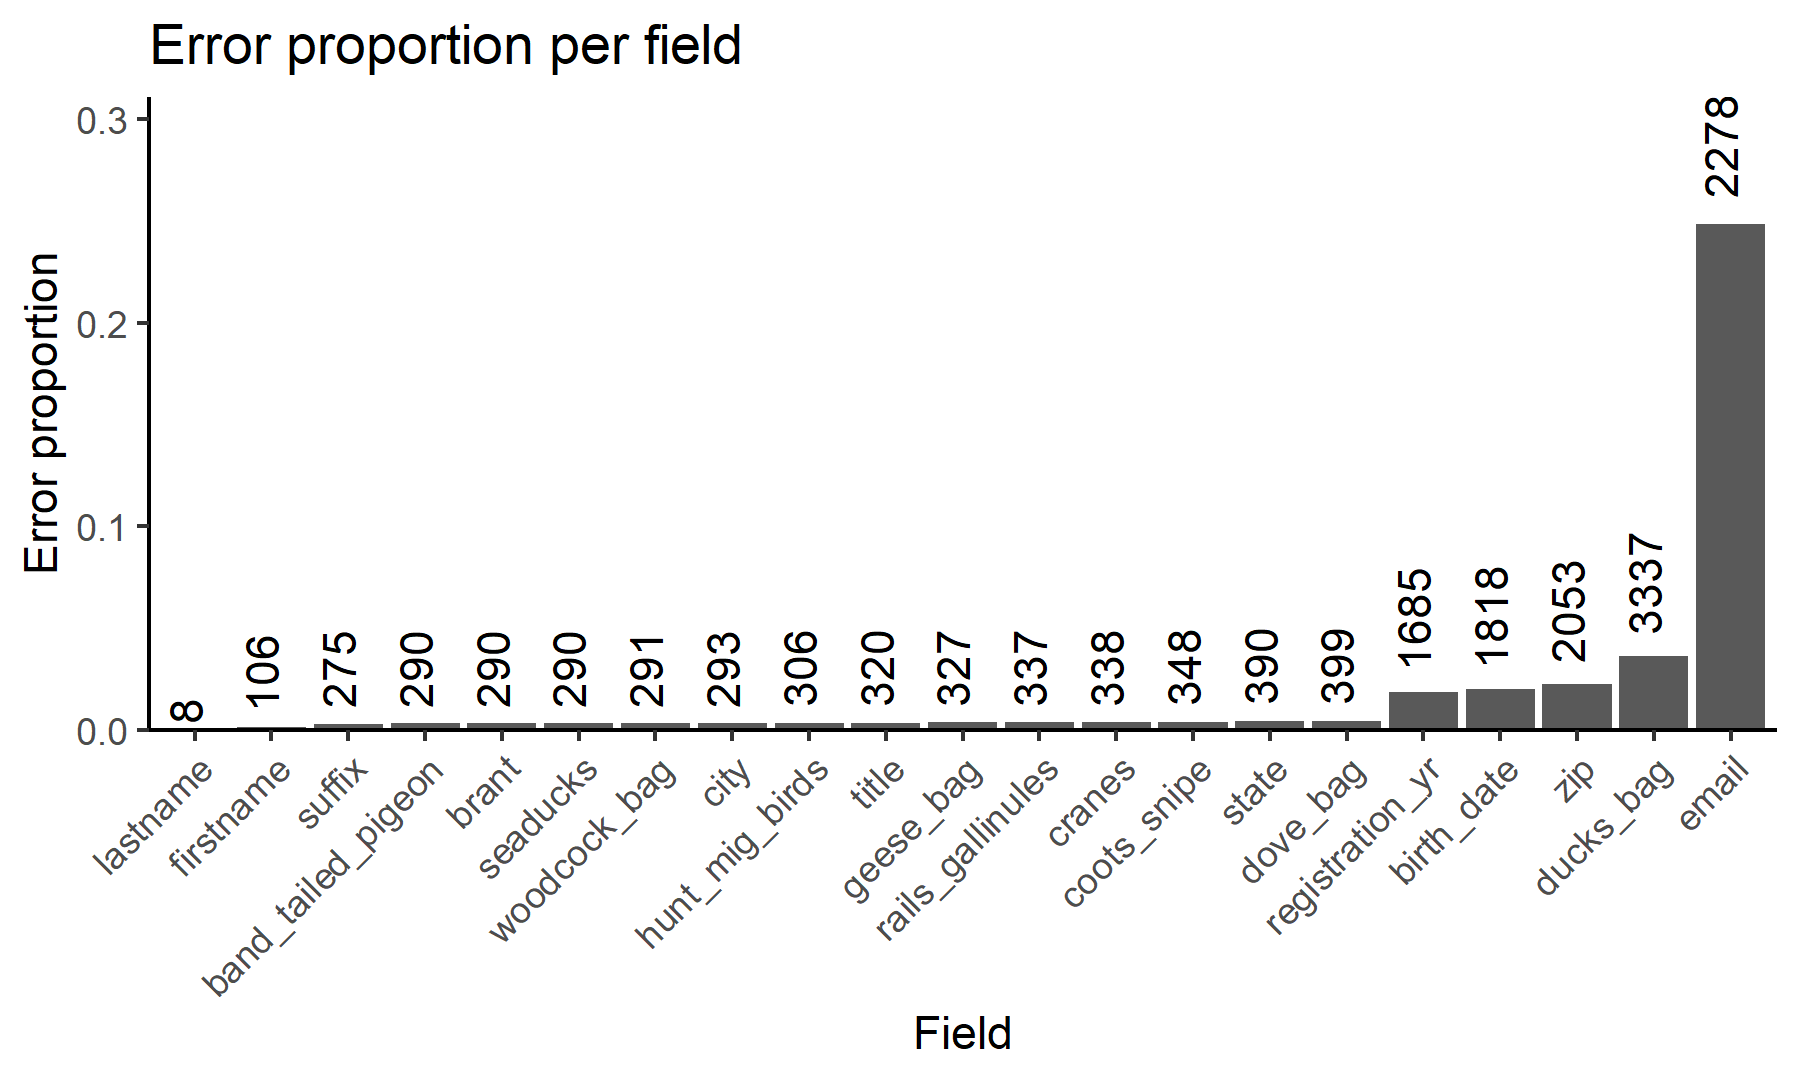 Error proportion per field
Error proportion
0.3
0.2
0.1
0.0
8
106
275
290
290
290
291
293
306
320
327
337
338
348
390
399
1685
1818
2053
3337
2278
lastname
firstname
suffix
band_tailed_pigeon
brant
seaducks
woodcock_bag
city
hunt_mig_birds
title
geese_bag
rails_gallinules
cranes
coots_snipe
state
dove_bag
registration_yr
birth_date
zip
ducks_bag
email
Field